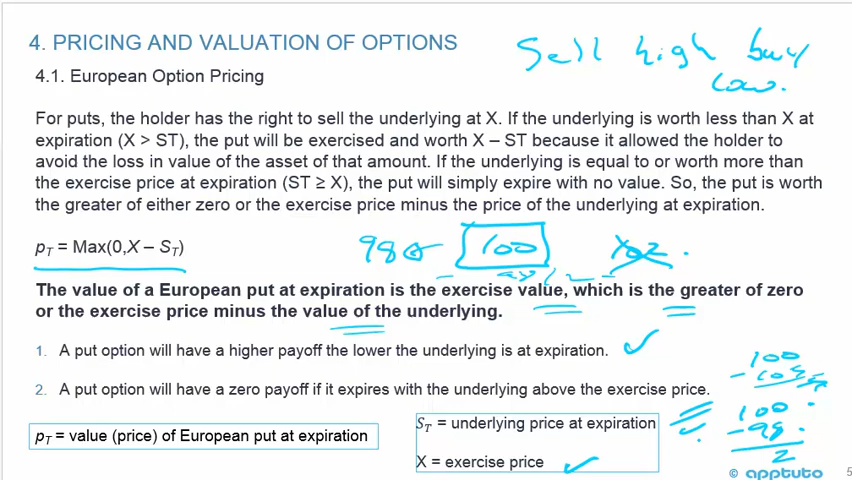 4. PRICING AND VALUATION OF OPTIONS
Sell high buy
low.
4.1. European Option Pricing
For puts, the holder has the right to sell the underlying at X. If the underlying is worth less than X at
expiration (X > ST), the put will be exercised and worth X – ST because it allowed the holder to
avoid the loss in value of the asset of that amount. If the underlying is equal to or worth more than
the exercise price at expiration (ST ≥ X), the put will simply expire with no value. So, the put is worth
the greater of either zero or the exercise price minus the price of the underlying at expiration.
pT = Max(0,X – ST)
98 100 102
The value of a European put at expiration is the exercise value, which is the greater of zero
or the exercise price minus the value of the underlying.
1. A put option will have a higher payoff the lower the underlying is at expiration.
2. A put option will have a zero payoff if it expires with the underlying above the exercise price.
100
pT = value (price) of European put at expiration
ST = underlying price at expiration
X = exercise price
100
-98
2
© apptuto
5